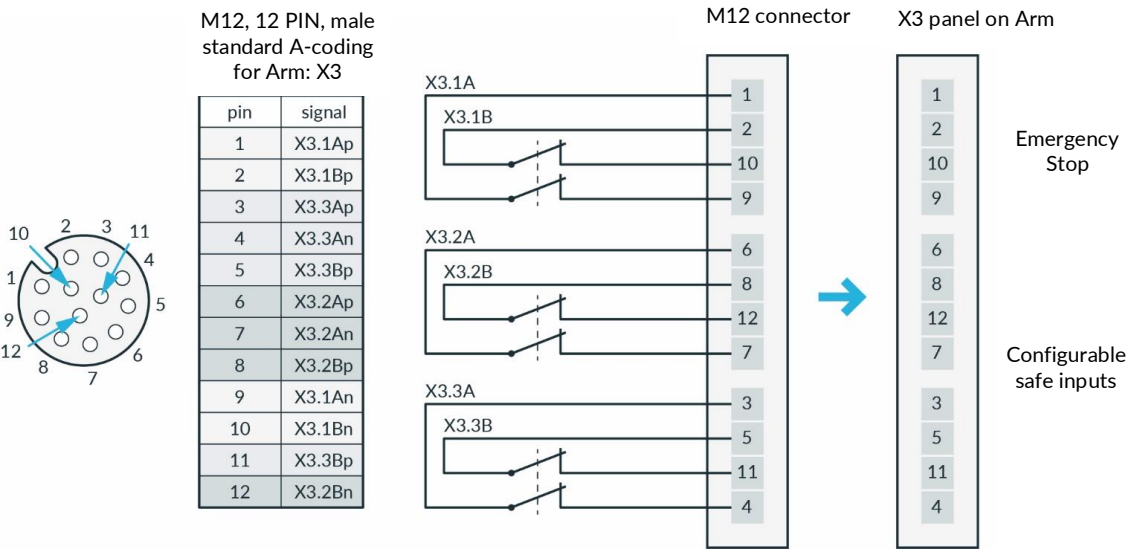 M12, 12 PIN, male
standard A-coding
for Arm: X3
pin signal
1 X3.1Ap
2 X3.1Bp
3 X3.3Ap
4 X3.3An
5 X3.3Bp
6 X3.2Ap
7 X3.2An
8 X3.2Bp
9 X3.1An
10 X3.1Bn
11 X3.3Bp
12 X3.2Bn
10 2 3 11
1 4
5
9
12 8 7 6
M12 connector
X3.1A
1
X3.1B
2
10
9
X3.2A
6
X3.2B
8
12
7
X3.3A
3
X3.3B
5
11
4
X3 panel on Arm
1
2
10
9
6
8
12
7
3
5
11
4
Emergency
Stop
Configurable
safe inputs